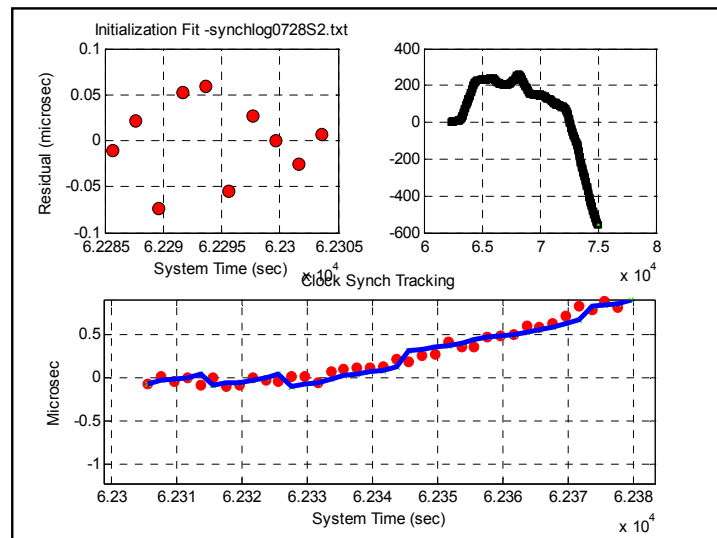 Initialization Fit -synchlog0728S2.txt
0.1
0.05
0
-0.05
-0.1
Residual (microsec)
6.2285 6.229 6.2295 6.23 6.2305
System Time (sec)
x 10^4
400
200
0
-200
-400
-600
6 6.5 7 7.5 8
x 10^4
Clock Synch Tracking
0.5
0
-0.5
-1
Microsec
6.23 6.231 6.232 6.233 6.234 6.235 6.236 6.237 6.238
System Time (sec)
x 10^4